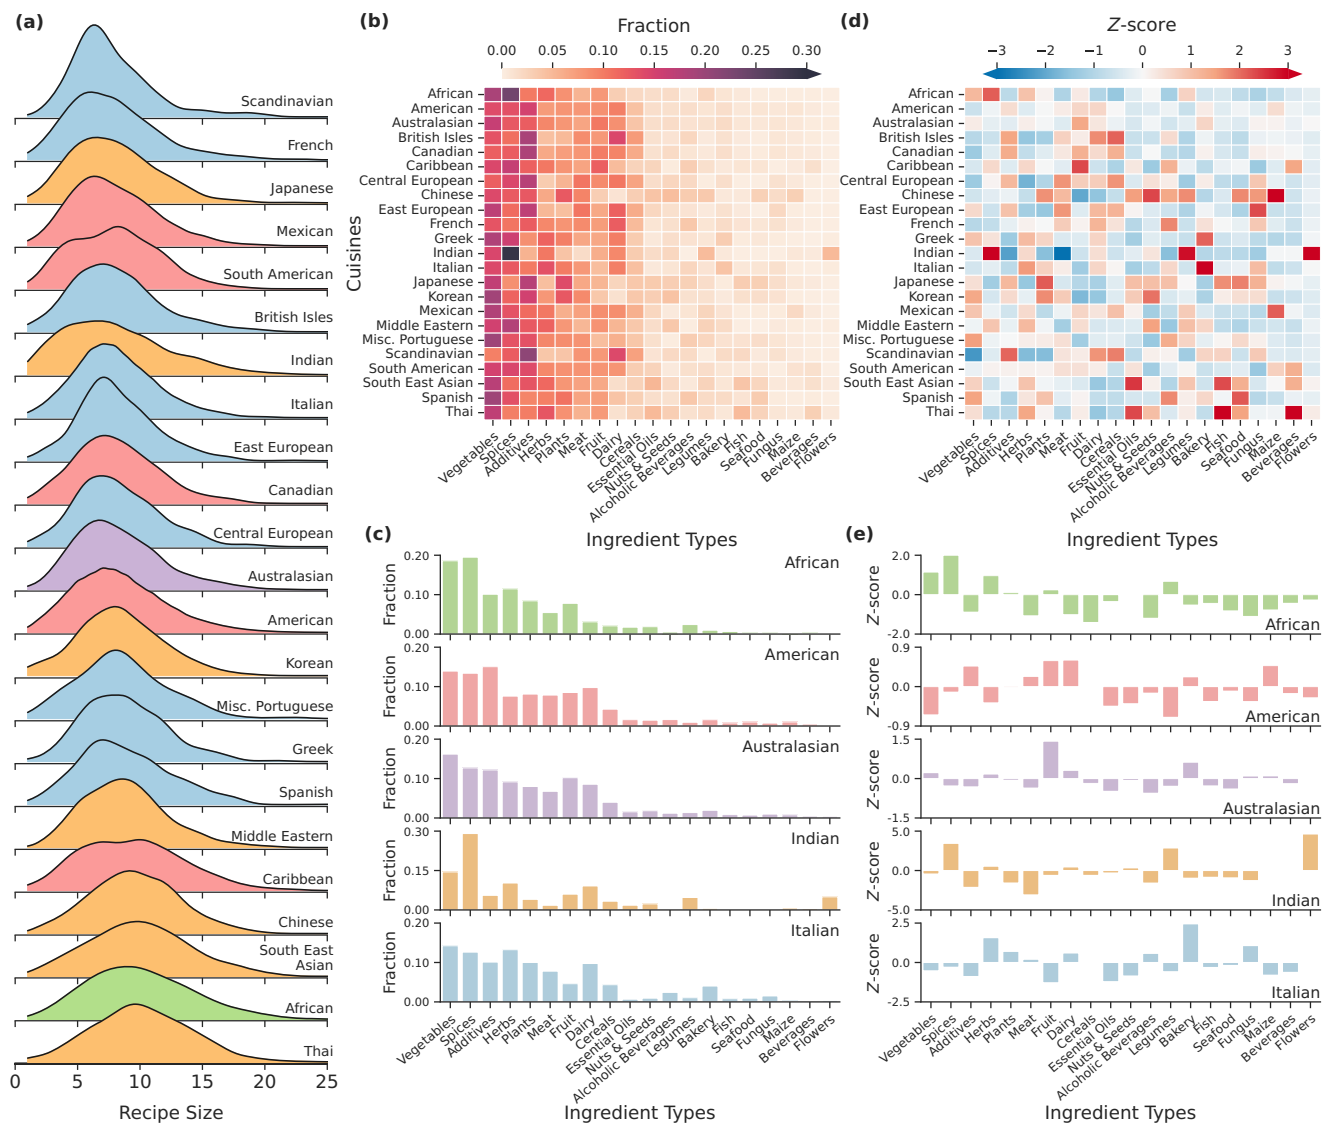 (a)
Scandinavian
French
Japanese
Mexican
South American
British Isles
Indian
Italian
East European
Canadian
Central European
Australasian
American
Korean
Misc. Portuguese
Greek
Spanish
Middle Eastern
Caribbean
Chinese
South East
Asian
African
Thai
0 5 10 15 20 25
Recipe Size
(b)
Fraction
0.00 0.05 0.10 0.15 0.20 0.25 0.30
Cuisines
African
American
Australasian
British Isles
Canadian
Caribbean
Central European
Chinese
East European
French
Greek
Indian
Italian
Japanese
Korean
Mexican
Middle Eastern
Misc. Portuguese
Scandinavian
South American
South East Asian
Spanish
Thai
Vegetables
Spices
Additives
Herbs
Plants
Meat
Fruit
Dairy
Cereals
Essential Oils
Nuts & Seeds
Alcoholic Beverages
Legumes
Bakery
Fish
Seafood
Fungus
Maize
Beverages
Flowers
Ingredient Types
(d)
Z-score
−3 −2 −1 0 1 2 3
African
American
Australasian
British Isles
Canadian
Caribbean
Central European
Chinese
East European
French
Greek
Indian
Italian
Japanese
Korean
Mexican
Middle Eastern
Misc. Portuguese
Scandinavian
South American
South East Asian
Spanish
Thai
Vegetables
Spices
Additives
Herbs
Plants
Meat
Fruit
Dairy
Cereals
Essential Oils
Nuts & Seeds
Alcoholic Beverages
Legumes
Bakery
Fish
Seafood
Fungus
Maize
Beverages
Flowers
Ingredient Types
(c)
0.20
0.10
0.00
Fraction
African
0.20
0.10
0.00
Fraction
American
0.20
0.10
0.00
Fraction
Australasian
0.30
0.15
0.00
Fraction
Indian
0.20
0.10
0.00
Fraction
Italian
Vegetables
Spices
Additives
Herbs
Plants
Meat
Fruit
Dairy
Cereals
Essential Oils
Nuts & Seeds
Alcoholic Beverages
Legumes
Bakery
Fish
Seafood
Fungus
Maize
Beverages
Flowers
Ingredient Types
(e)
2.0
0.0
−2.0
Z-score
African
0.9
0.0
−0.9
Z-score
American
1.5
0.0
−1.5
Z-score
Australasian
5.0
0.0
−5.0
Z-score
Indian
2.5
0.0
−2.5
Z-score
Italian
Vegetables
Spices
Additives
Herbs
Plants
Meat
Fruit
Dairy
Cereals
Essential Oils
Nuts & Seeds
Alcoholic Beverages
Legumes
Bakery
Fish
Seafood
Fungus
Maize
Beverages
Flowers
Ingredient Types